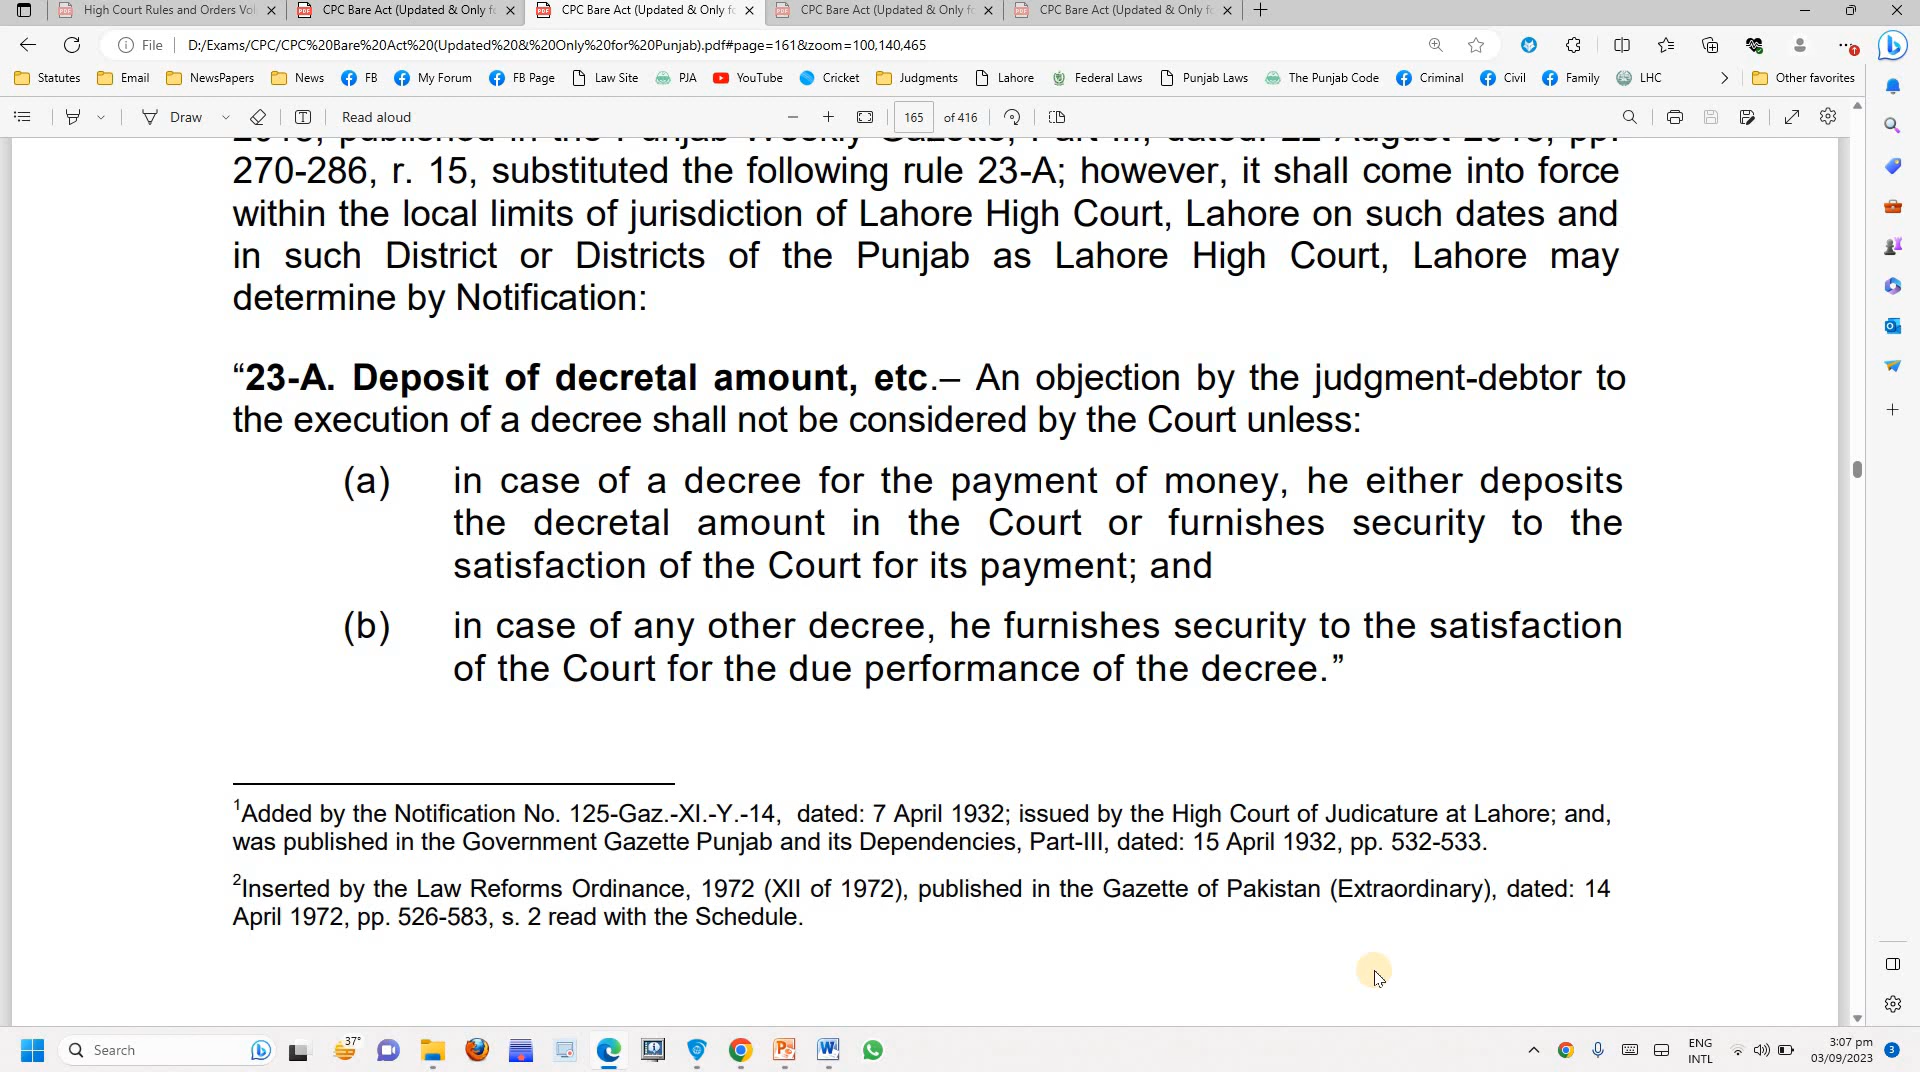 High Court Rules and Orders Vol
CPC Bare Act (Updated & Only fo
CPC Bare Act (Updated & Only fo
CPC Bare Act (Updated & Only fo
CPC Bare Act (Updated & Only fo
File
D:/Exams/CPC/CPC%20Bare%20Act%20(Updated%20&%20Only%20for%20Punjab).pdf#page=161&zoom=100,140,465
Statutes Email NewsPapers News FB My Forum FB Page Law Site PJA YouTube Cricket Judgments Lahore Federal Laws Punjab Laws The Punjab Code Criminal Civil Family LHC Other favorites
Draw Read aloud 165 of 416
270-286, r. 15, substituted the following rule 23-A; however, it shall come into force
within the local limits of jurisdiction of Lahore High Court, Lahore on such dates and
in such District or Districts of the Punjab as Lahore High Court, Lahore may
determine by Notification:
“23-A. Deposit of decretal amount, etc.– An objection by the judgment-debtor to
the execution of a decree shall not be considered by the Court unless:
(a) in case of a decree for the payment of money, he either deposits
the decretal amount in the Court or furnishes security to the
satisfaction of the Court for its payment; and
(b) in case of any other decree, he furnishes security to the satisfaction
of the Court for the due performance of the decree.”
1Added by the Notification No. 125-Gaz.-XI.-Y.-14, dated: 7 April 1932; issued by the High Court of Judicature at Lahore; and,
was published in the Government Gazette Punjab and its Dependencies, Part-III, dated: 15 April 1932, pp. 532-533.
2Inserted by the Law Reforms Ordinance, 1972 (XII of 1972), published in the Gazette of Pakistan (Extraordinary), dated: 14
April 1972, pp. 526-583, s. 2 read with the Schedule.
Search
37°
ENG
INTL
3:07 pm
03/09/2023
3